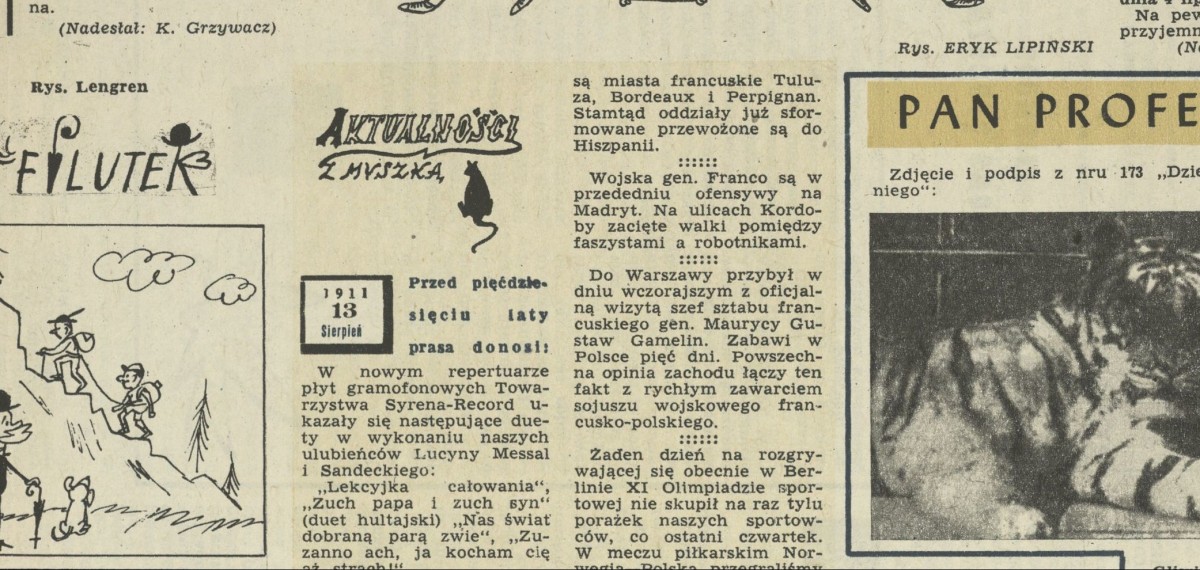 na.
(Nadesłał: K. Grzywacz)
Rys. Lengren
FILUTEK
AKTUALNOŚCI
Z MYSZKĄ
1911
13
Sierpień
Przed pięćdzie-
sięciu laty
prasa donosi:
W nowym repertuarze
płyt gramofonowych Towa-
rzystwa Syrena-Record u-
kazały się następujące due-
ty w wykonaniu naszych
ulubieńców Lucyny Messal
i Sandeckiego:
„Lekcyjka całowania“,
„Zuch papa i zuch syn“
(duet hultajski) „Nas świat
dobraną parą zwie“, „Zu-
zanno ach, ja kocham cię
aż strach!“
są miasta francuskie Tulu-
za, Bordeaux i Perpignan.
Stamtąd oddziały już sfor-
mowane przewożone są do
Hiszpanii.
Wojska gen. Franco są w
przededniu ofensywy na
Madryt. Na ulicach Kordo-
by zacięte walki pomiędzy
faszystami a robotnikami.
Do Warszawy przybył w
dniu wczorajszym z oficjal-
ną wizytą szef sztabu fran-
cuskiego gen. Maurycy Gu-
staw Gamelin. Zabawi w
Polsce pięć dni. Powszech-
na opinia zachodu łączy ten
fakt z rychłym zawarciem
sojuszu wojskowego fran-
cusko-polskiego.
Żaden dzień na rozgry-
wającej się obecnie w Ber-
linie XI Olimpiadzie spor-
towej nie skupił na raz tylu
porażek naszych sportow-
ców, co ostatni czwartek.
W meczu piłkarskim Nor-
wegia—Polska przegraliśmy
Rys. ERYK LIPIŃSKI
Na pew
przyjemn
PAN PROFE
Zdjęcie i podpis z nru 173 „Dzie
niego“: